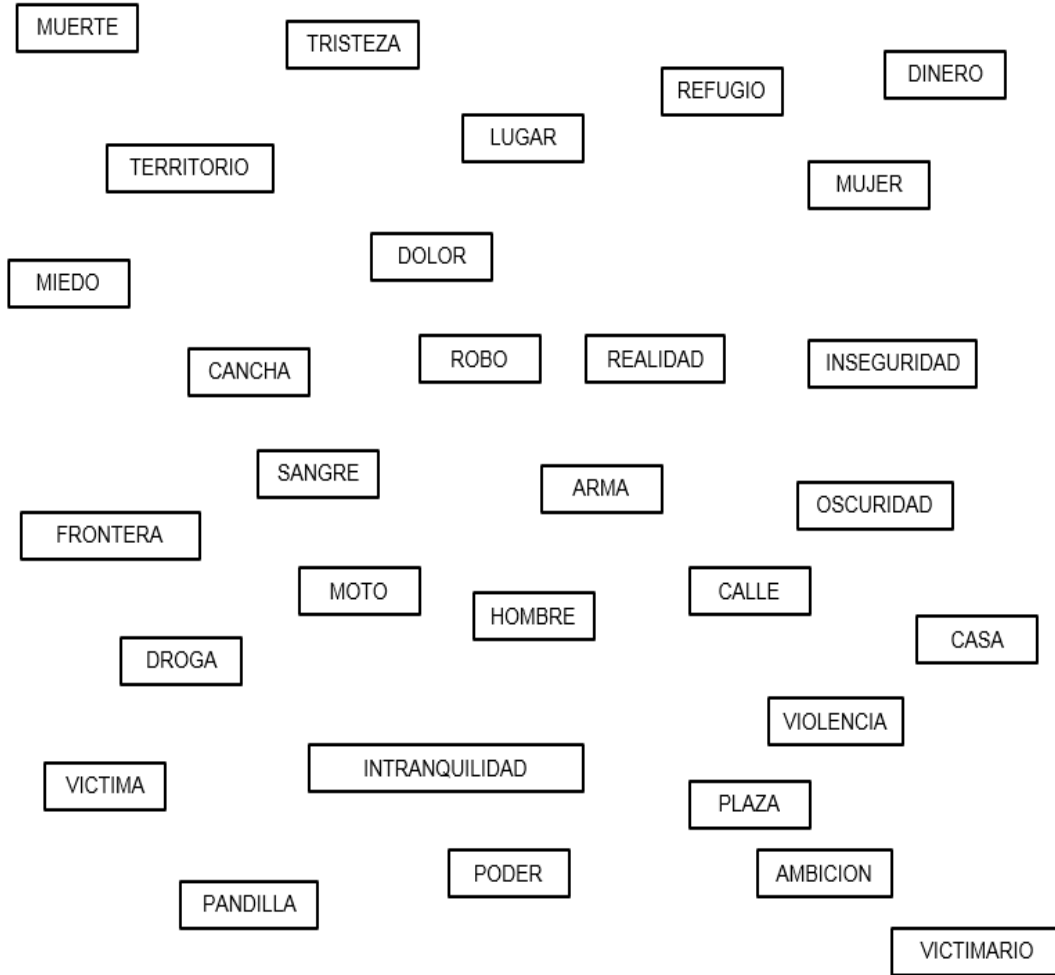 MUERTE
TRISTEZA
REFUGIO
DINERO
LUGAR
TERRITORIO
MUJER
DOLOR
MIEDO
ROBO
REALIDAD
INSEGURIDAD
CANCHA
SANGRE
ARMA
OSCURIDAD
FRONTERA
MOTO
CALLE
HOMBRE
CASA
DROGA
VIOLENCIA
INTRANQUILIDAD
VICTIMA
PLAZA
PODER
AMBICION
PANDILLA
VICTIMARIO